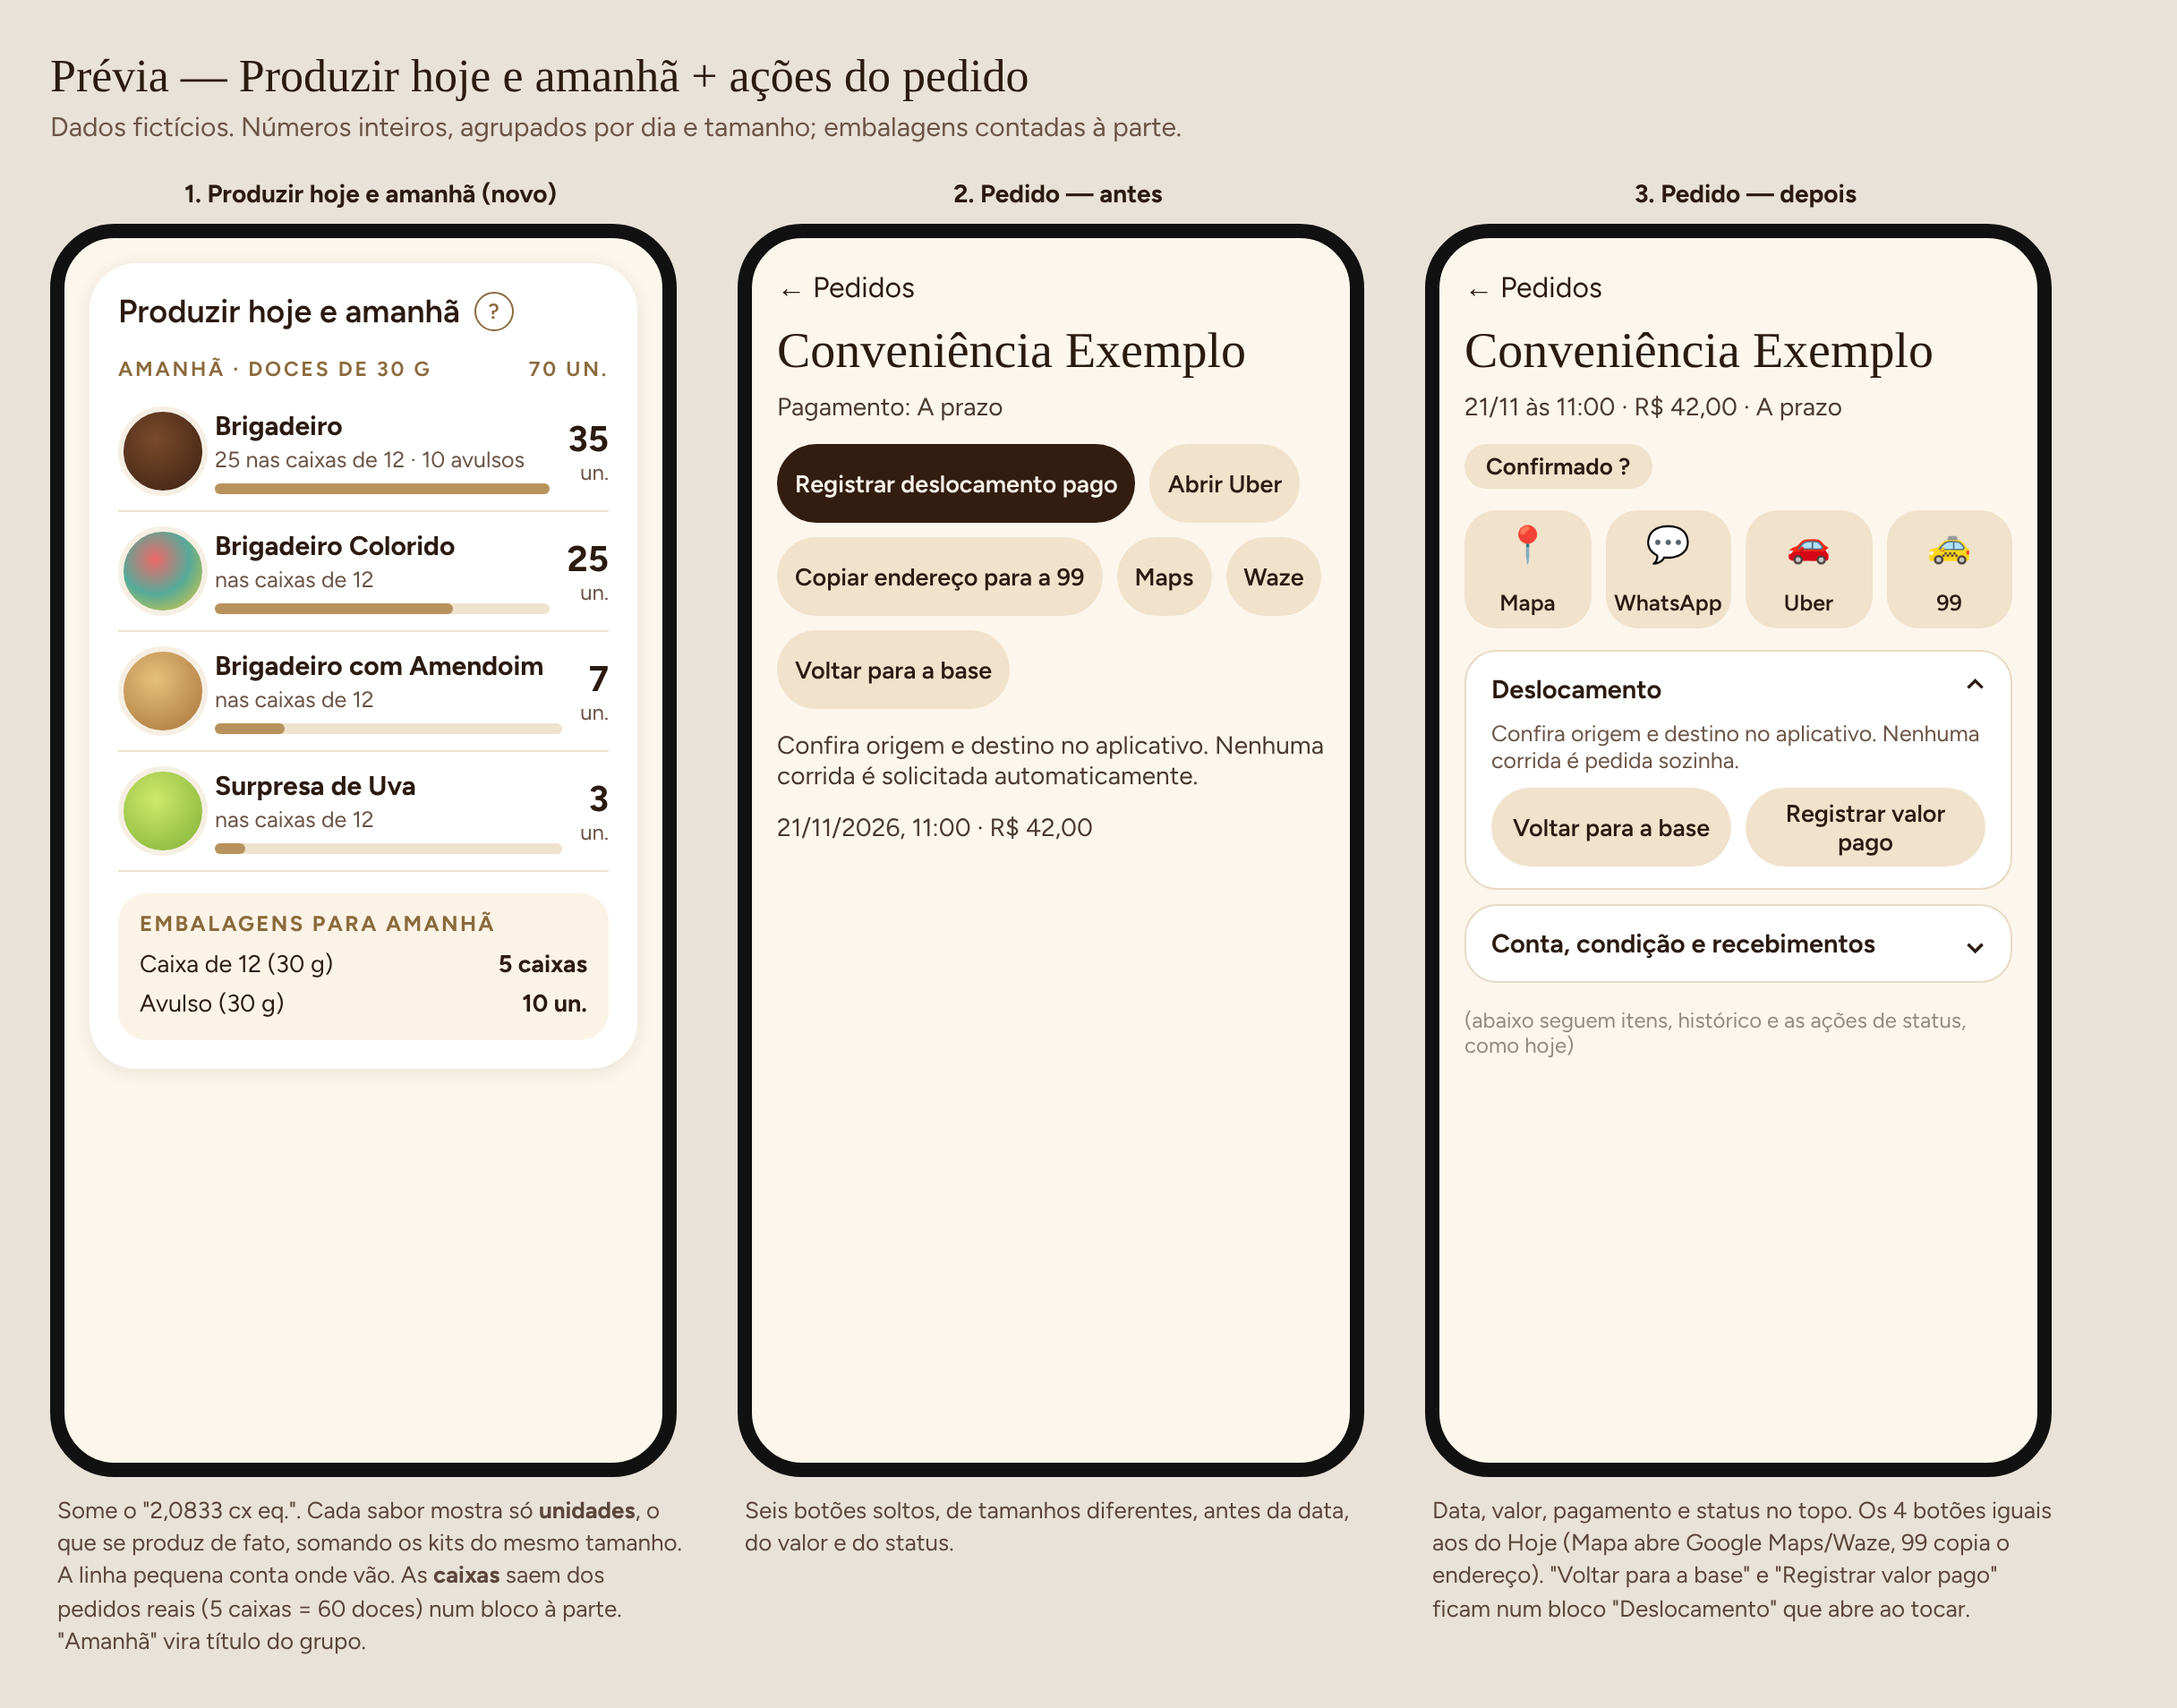 Prévia — Produzir hoje e amanhã + ações do pedido
Dados fictícios. Números inteiros, agrupados por dia e tamanho; embalagens contadas à parte.
1. Produzir hoje e amanhã (novo)
Produzir hoje e amanhã ?
AMANHÃ · DOCES DE 30 G 70 UN.
Brigadeiro
25 nas caixas de 12 · 10 avulsos
35
un.
Brigadeiro Colorido
nas caixas de 12
25
un.
Brigadeiro com Amendoim
nas caixas de 12
7
un.
Surpresa de Uva
nas caixas de 12
3
un.
EMBALAGENS PARA AMANHÃ
Caixa de 12 (30 g) 5 caixas
Avulso (30 g) 10 un.
Some o "2,0833 cx eq.". Cada sabor mostra só unidades, o
que se produz de fato, somando os kits do mesmo tamanho.
A linha pequena conta onde vão. As caixas saem dos
pedidos reais (5 caixas = 60 doces) num bloco à parte.
"Amanhã" vira título do grupo.
2. Pedido — antes
← Pedidos
Conveniência Exemplo
Pagamento: A prazo
Registrar deslocamento pago
Abrir Uber
Copiar endereço para a 99
Maps
Waze
Voltar para a base
Confira origem e destino no aplicativo. Nenhuma
corrida é solicitada automaticamente.
21/11/2026, 11:00 · R$ 42,00
Seis botões soltos, de tamanhos diferentes, antes da data,
do valor e do status.
3. Pedido — depois
← Pedidos
Conveniência Exemplo
21/11 às 11:00 · R$ 42,00 · A prazo
Confirmado ?
Mapa
WhatsApp
Uber
99
Deslocamento
Confira origem e destino no aplicativo. Nenhuma
corrida é pedida sozinha.
Voltar para a base
Registrar valor
pago
Conta, condição e recebimentos
(abaixo seguem itens, histórico e as ações de status,
como hoje)
Data, valor, pagamento e status no topo. Os 4 botões iguais
aos do Hoje (Mapa abre Google Maps/Waze, 99 copia o
endereço). "Voltar para a base" e "Registrar valor pago"
ficam num bloco "Deslocamento" que abre ao tocar.